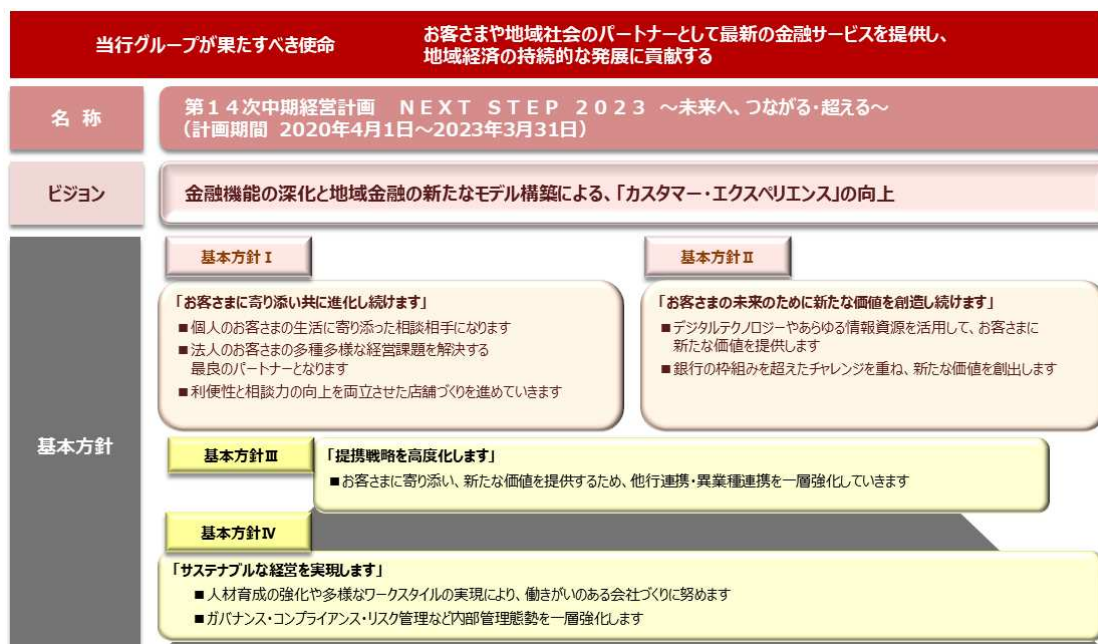 当行グループが果たすべき使命
お客さまや地域社会のパートナーとして最新の金融サービスを提供し、
地域経済の持続的な発展に貢献する
名 称
第１４次中期経営計画　ＮＥＸＴ　ＳＴＥＰ　２０２３　～未来へ、つながる・超える～
（計画期間 2020年4月1日～2023年3月31日）
ビジョン
金融機能の深化と地域金融の新たなモデル構築による、「カスタマー・エクスペリエンス」の向上
基本方針
基本方針Ⅰ
「お客さまに寄り添い共に進化し続けます」
■個人のお客さまの生活に寄り添った相談相手になります
■法人のお客さまの多種多様な経営課題を解決する
最良のパートナーとなります
■利便性と相談力の向上を両立させた店舗づくりを進めていきます
基本方針Ⅱ
「お客さまの未来のために新たな価値を創造し続けます」
■デジタルテクノロジーやあらゆる情報資源を活用して、お客さまに
新たな価値を提供します
■銀行の枠組みを超えたチャレンジを重ね、新たな価値を創出します
基本方針Ⅲ
「提携戦略を高度化します」
■お客さまに寄り添い、新たな価値を提供するため、他行連携・異業種連携を一層強化していきます
基本方針Ⅳ
「サステナブルな経営を実現します」
■人材育成の強化や多様なワークスタイルの実現により、働きがいのある会社づくりに努めます
■ガバナンス・コンプライアンス・リスク管理など内部管理態勢を一層強化します